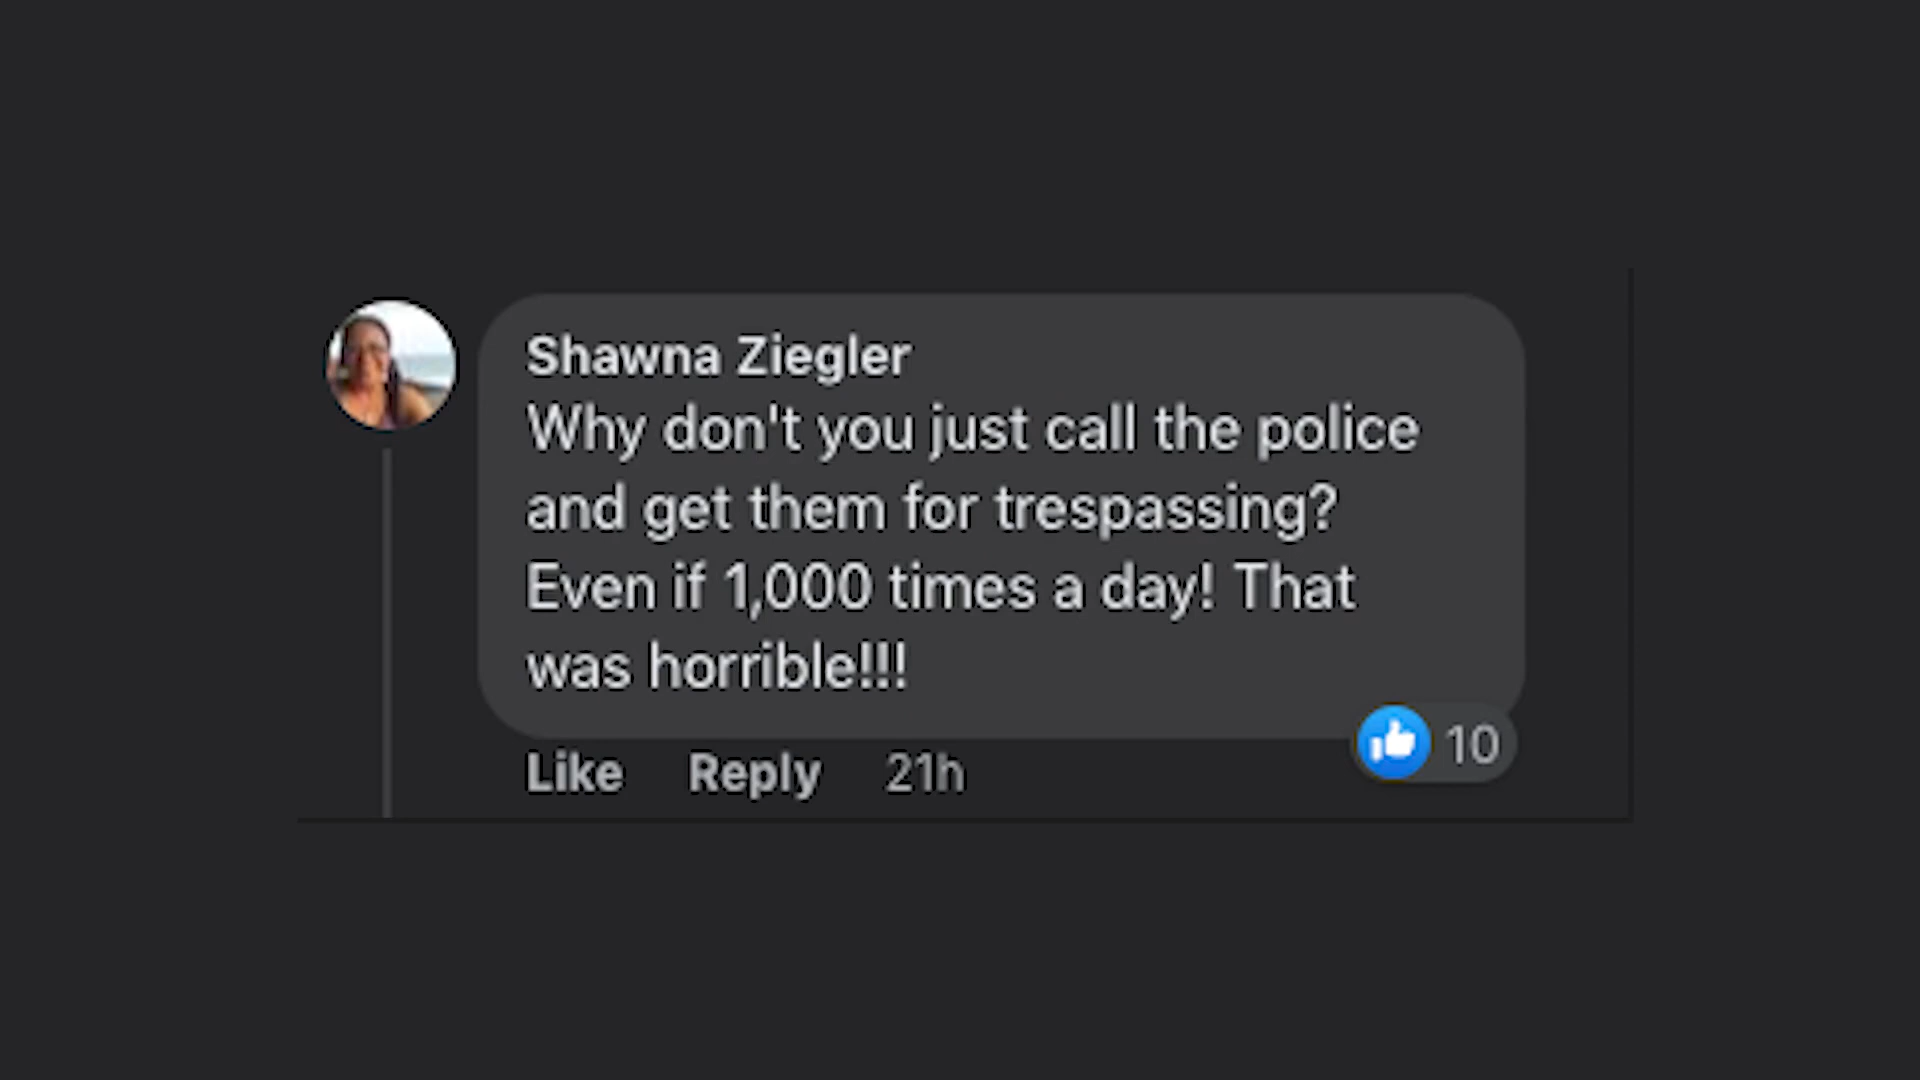 Shawna Ziegler
Why don't you just call the police
and get them for trespassing?
Even if 1,000 times a day! That
was horrible!!!
10
Like Reply 21h